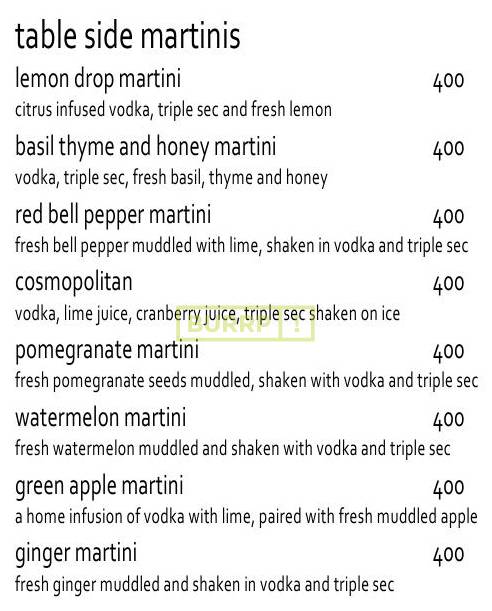 table side martinis
lemon drop martini 400
citrus infused vodka, triple sec and fresh lemon
basil thyme and honey martini 400
vodka, triple sec, fresh basil, thyme and honey
red bell pepper martini 400
fresh bell pepper muddled with lime, shaken in vodka and triple sec
cosmopolitan 400
vodka, lime juice, cranberry juice, triple sec shaken on ice
BURRP!
pomegranate martini 400
fresh pomegranate seeds muddled, shaken with vodka and triple sec
watermelon martini 400
fresh watermelon muddled and shaken with vodka and triple sec
green apple martini 400
a home infusion of vodka with lime, paired with fresh muddled apple
ginger martini 400
fresh ginger muddled and shaken in vodka and triple sec